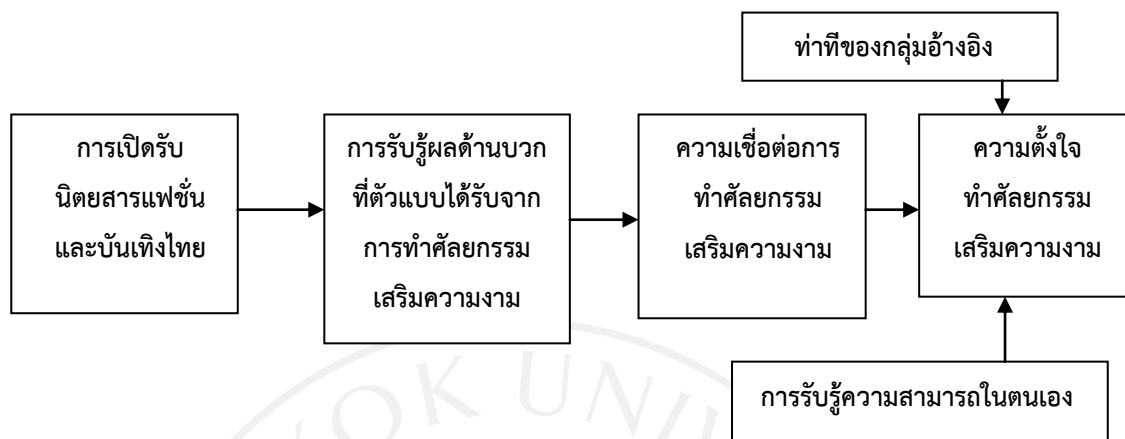 ท่าทีของกลุ่มอ้างอิง
การเปิดรับ
นิตยสารแฟชั่น
และบันเทิงไทย
การรับรู้ผลด้านบวก
ที่ตัวแบบได้รับจาก
การทำศัลยกรรม
เสริมความงาม
ความเชื่อต่อการ
ทำศัลยกรรม
เสริมความงาม
ความตั้งใจ
ทำศัลยกรรม
เสริมความงาม
การรับรู้ความสามารถในตนเอง